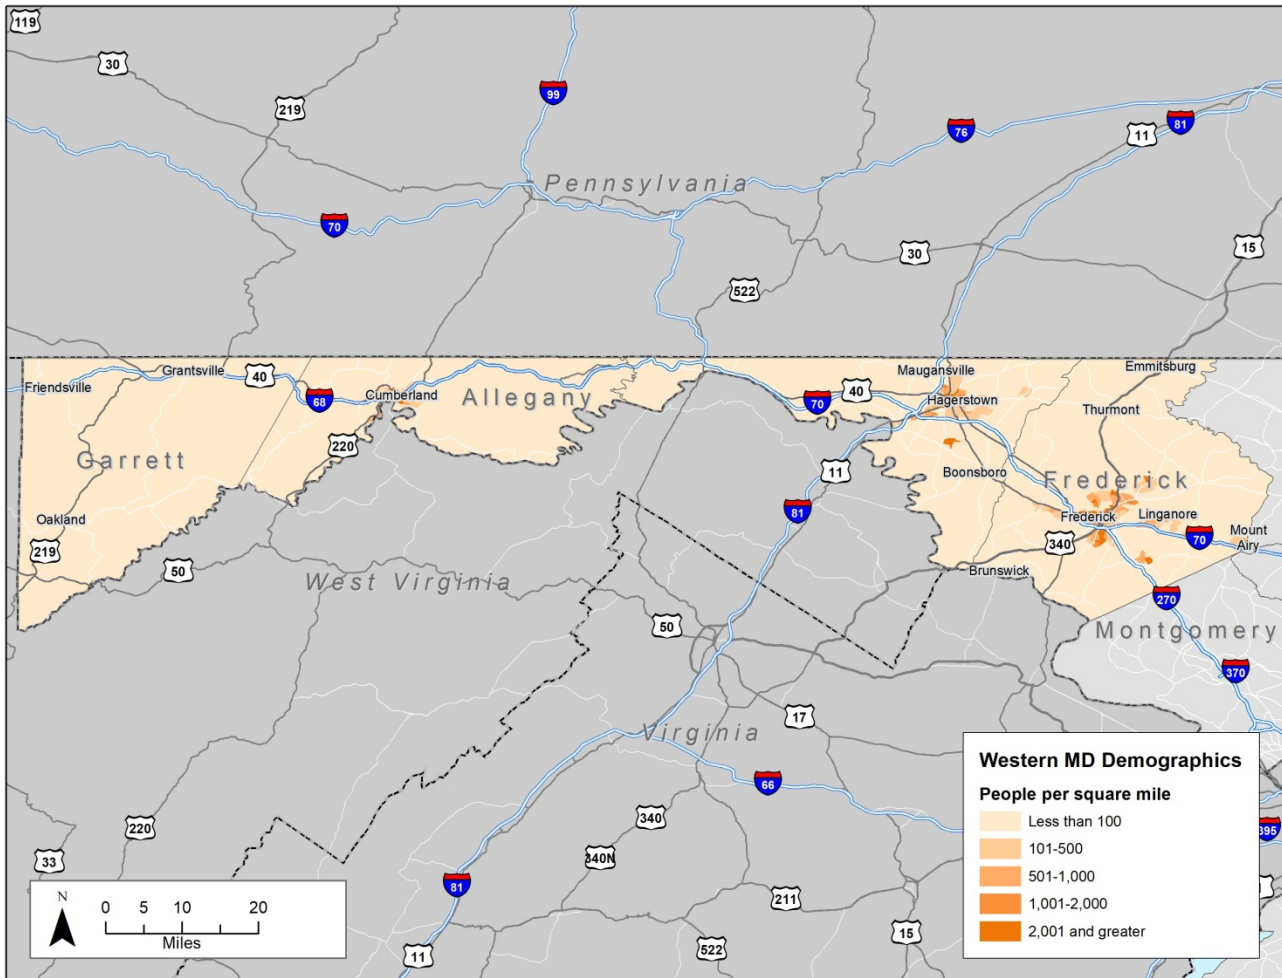 119
30
219
99
76
11
81
Pennsylvania
70
15
30
522
Friendsville
Grantsville
40
68
Cumberland
Allegany
70
40
Maugansville
Hagerstown
Emmitsburg
Thurmont
Garrett
220
11
Boonsboro
Frederick
Oakland
219
81
Frederick
Linganore
340
70
Mount
Airy
50
West Virginia
Brunswick
270
50
Montgomery
370
17
Virginia
66
220
340
340N
33
81
211
11
522
15
395
Western MD Demographics
People per square mile
Less than 100
101-500
501-1,000
1,001-2,000
2,001 and greater
N
0 5 10 20
Miles